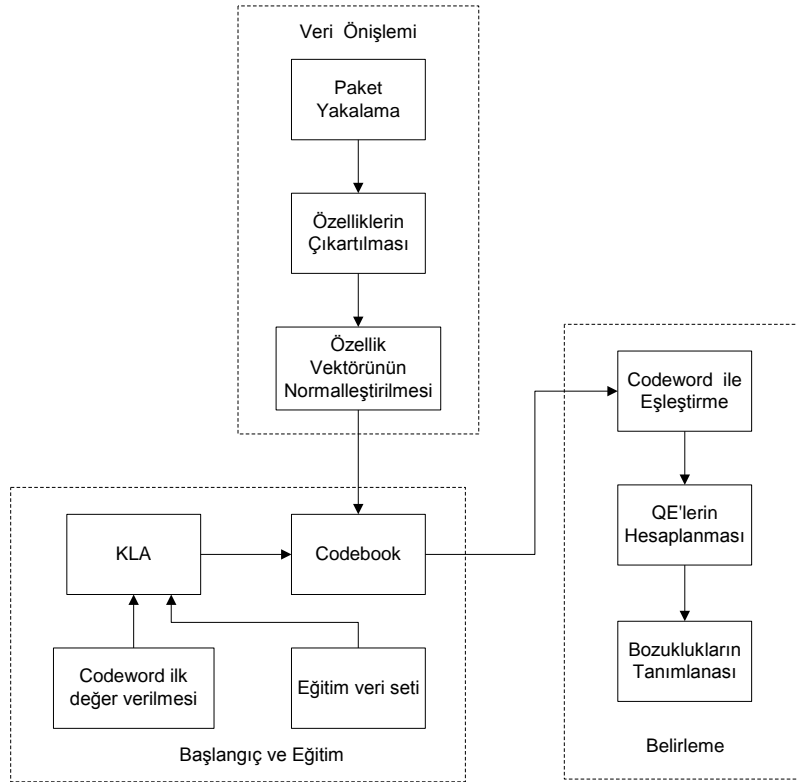 Veri Önişlemi
Paket
Yakalama
Özelliklerin
Çıkartılması
Özellik
Vektörünün
Normalleştirilmesi
KLA
Codebook
Codeword ilk
değer verilmesi
Eğitim veri seti
Başlangıç ve Eğitim
Codeword ile
Eşleştirme
QE'lerin
Hesaplanması
Bozuklukların
Tanımlanası
Belirleme